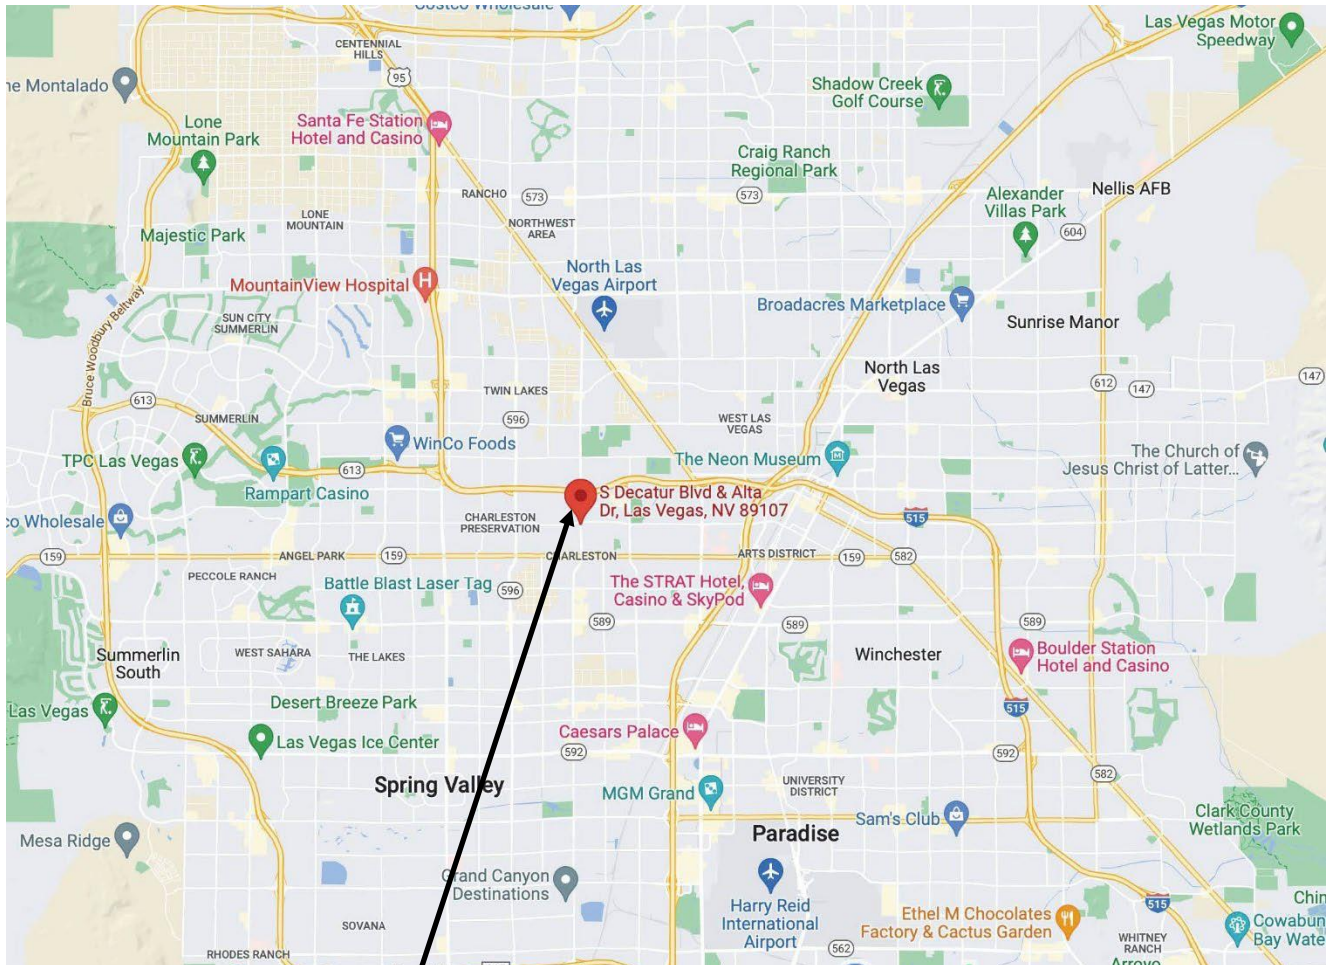 Costco Wholesale
Las Vegas Motor
Speedway
CENTENNIAL
HILLS
95
ne Montalado
Shadow Creek
Golf Course
Lone
Mountain Park
Santa Fe Station
Hotel and Casino
Craig Ranch
Regional Park
Nellis AFB
RANCHO
573
573
Alexander
Villas Park
LONE
MOUNTAIN
NORTHWEST
AREA
604
Majestic Park
North Las
Vegas Airport
MountainView Hospital
Broadacres Marketplace
Bruce Woodbury Beltway
SUN CITY
SUMMERLIN
Sunrise Manor
North Las
Vegas
147
612
147
TWIN LAKES
613
SUMMERLIN
596
WEST LAS
VEGAS
WinCo Foods
TPC Las Vegas
The Neon Museum
The Church of
Jesus Christ of Latter...
613
Rampart Casino
S Decatur Blvd & Alta
Dr, Las Vegas, NV 89107
co Wholesale
CHARLESTON
PRESERVATION
515
159
ANGEL PARK
159
CHARLESTON
ARTS DISTRICT
159
582
PECCOLE RANCH
Battle Blast Laser Tag
596
The STRAT Hotel,
Casino & SkyPod
589
589
589
Summerlin
South
WEST SAHARA
THE LAKES
Winchester
Boulder Station
Hotel and Casino
Las Vegas
Desert Breeze Park
515
Las Vegas Ice Center
Caesars Palace
592
592
Spring Valley
MGM Grand
UNIVERSITY
DISTRICT
582
Mesa Ridge
Paradise
Sam's Club
Clark County
Wetlands Park
Grand Canyon
Destinations
Harry Reid
International
Airport
515
Chin
Ethel M Chocolates
Factory & Cactus Garden
Cowabun
Bay Wate
SOVANA
562
WHITNEY
RANCH
RHODES RANCH
Arroyo